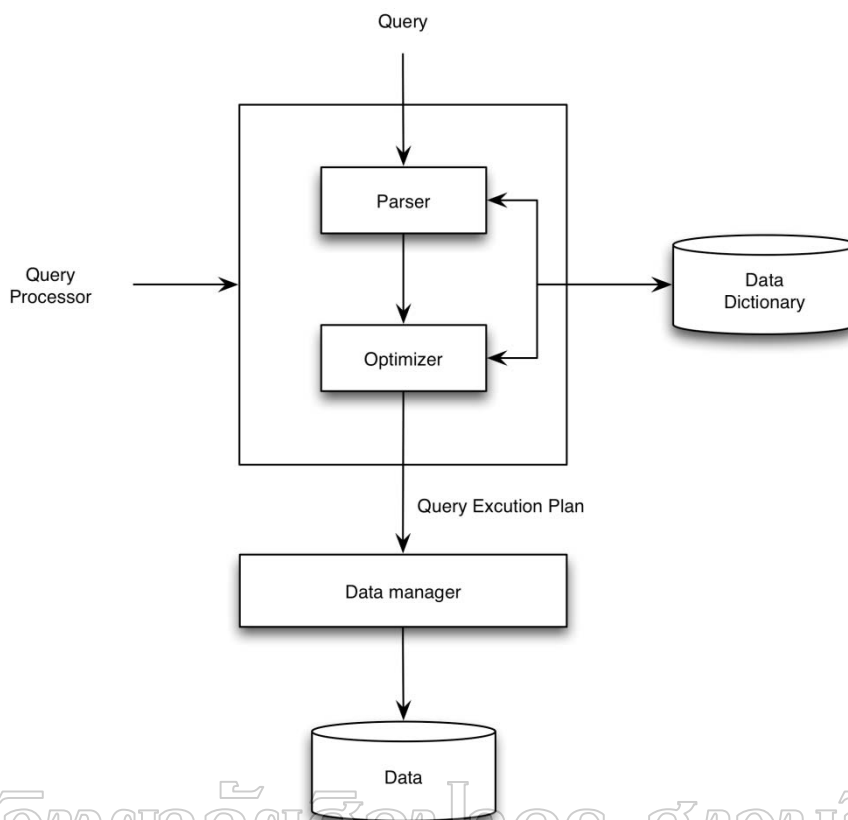 Query
Parser
Query
Processor
Data
Dictionary
Optimizer
Query Excution Plan
Data manager
Data